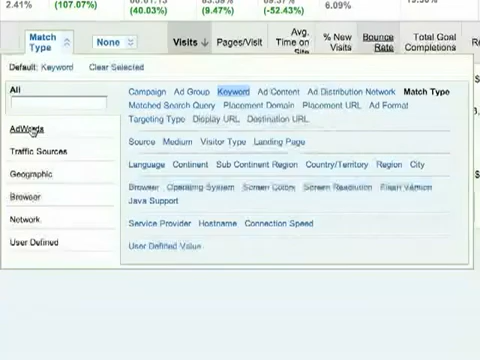 2.41% (107.07%) (40.03%) (9.47%) (-52.43%) 6.09%
Match Type None Visits Pages/Visit Avg. Time on Site % New Visits Bounce Rate Total Goal Completions
Default: Keyword Clear Selected
All
Campaign Ad Group Keyword Ad Content Ad Distribution Network Match Type
Matched Search Query Placement Domain Placement URL Ad Format
Targeting Type Display URL Destination URL
AdWords
Source Medium Visitor Type Landing Page
Traffic Sources
Language Continent Sub Continent Region Country/Territory Region City
Geographic
Browser Operating System Screen Colors Screen Resolution Flash Version
Java Support
Browser
Service Provider Hostname Connection Speed
Network
User Defined Value
User Defined